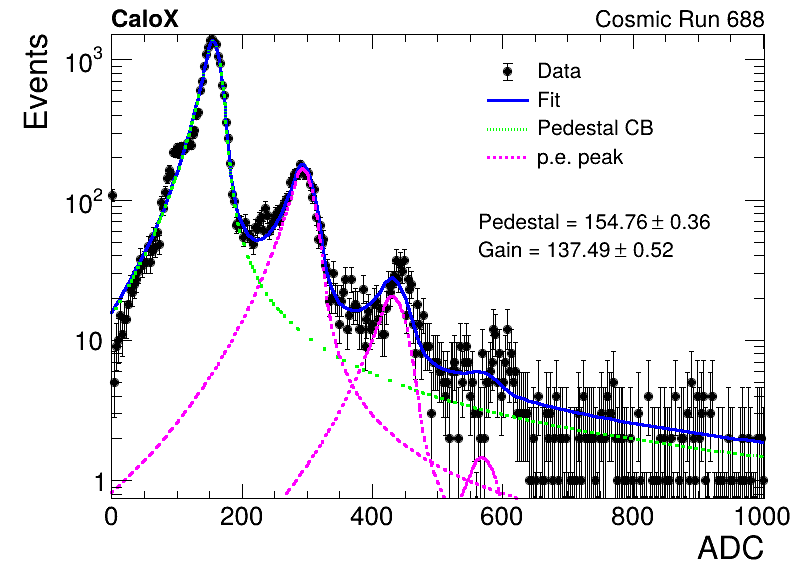 CaloX Cosmic Run 688
Events
10³
10²
10
1
Data
Fit
Pedestal CB
p.e. peak
Pedestal = 154.76 ± 0.36
Gain = 137.49 ± 0.52
0 200 400 600 800 1000
ADC